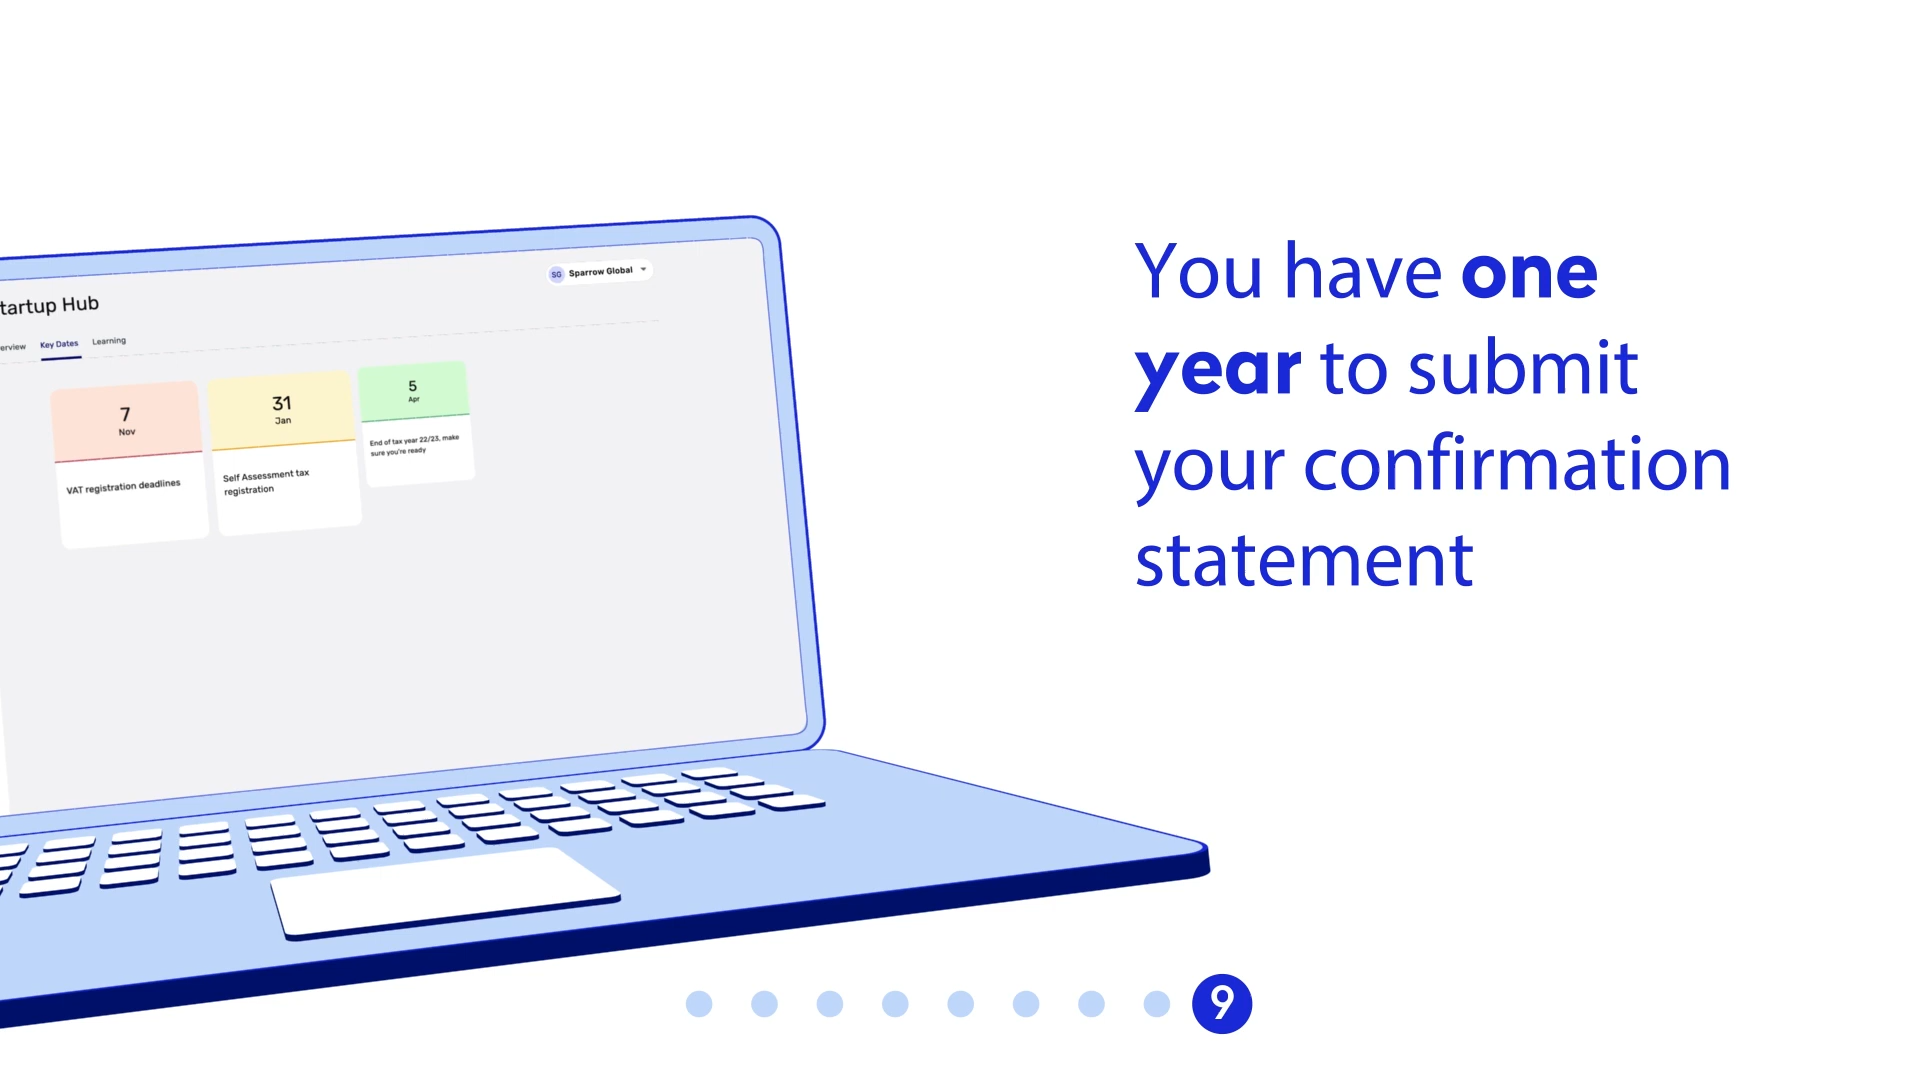 You have one
year to submit
your confirmation
statement
tartup Hub
SG Sparrow Global
erview Key Dates Learning
7
Nov
VAT registration deadlines
31
Jan
Self Assessment tax
registration
5
Apr
End of tax year 22/23, make
sure you're ready
9